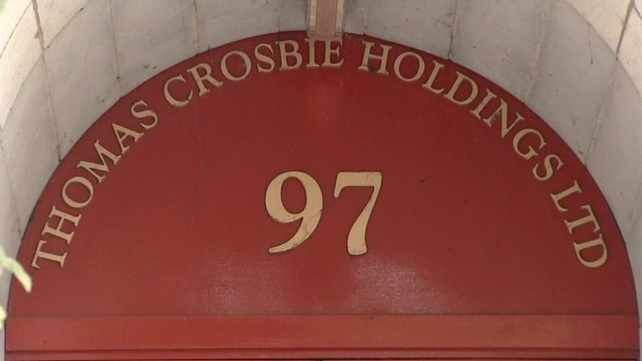 THOMAS CROSBIE HOLDINGS LTD
97